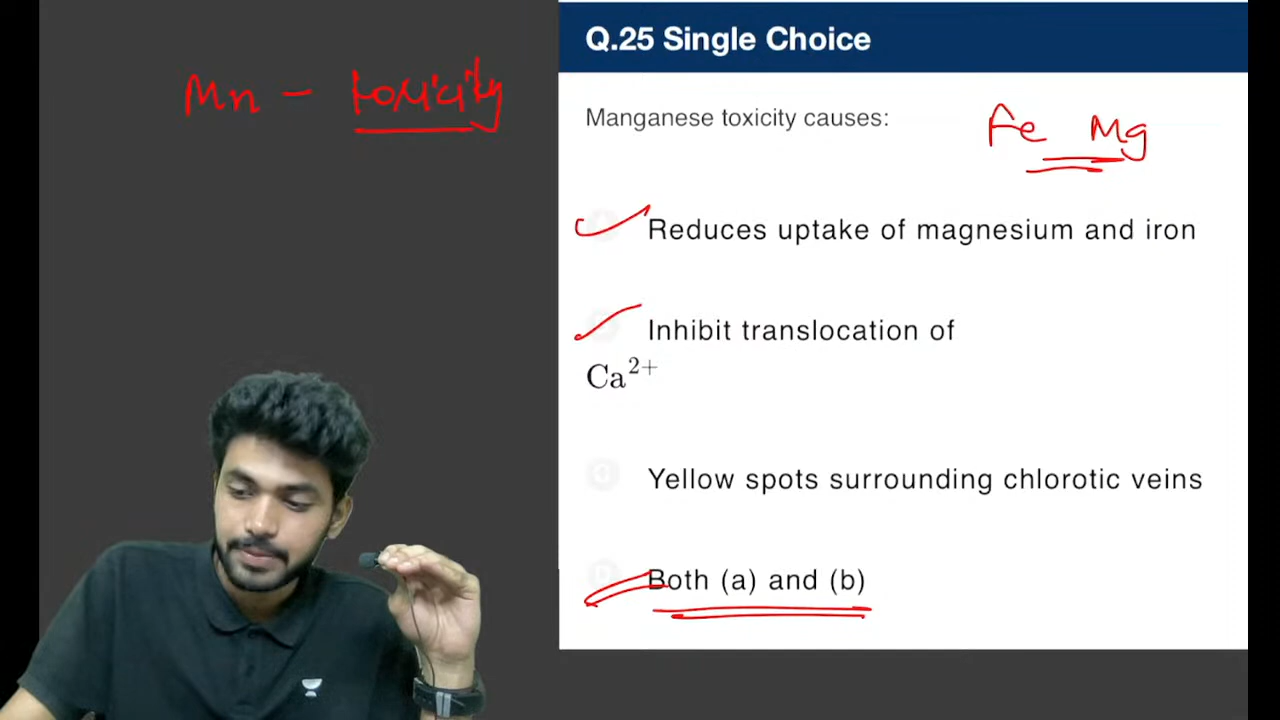 Q.25 Single Choice
Mn - toxicity
Manganese toxicity causes:
Fe Mg
Reduces uptake of magnesium and iron
Inhibit translocation of
Ca²⁺
Yellow spots surrounding chlorotic veins
Both (a) and (b)